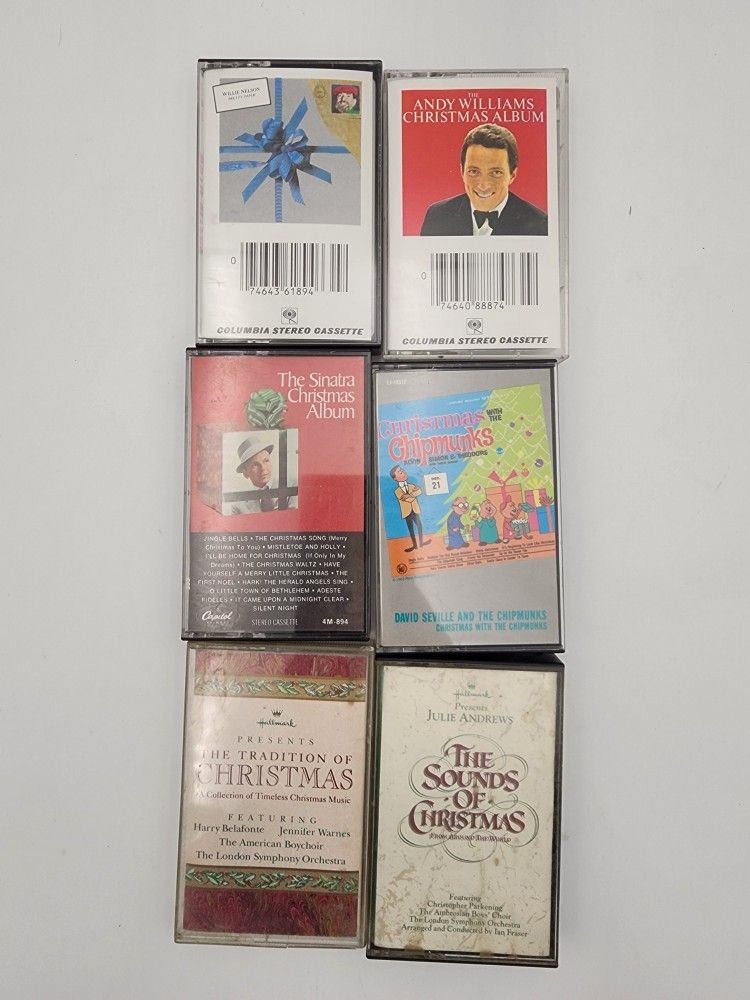 WILLIE NELSON
PRETTY PAPER
0
74643 61894
COLUMBIA STEREO CASSETTE
THE
ANDY WILLIAMS
CHRISTMAS ALBUM
0
74640 88874
COLUMBIA STEREO CASSETTE
The Sinatra
Christmas
Album
JINGLE BELLS • THE CHRISTMAS SONG (Merry
Christmas To You) • MISTLETOE AND HOLLY •
I'LL BE HOME FOR CHRISTMAS (If Only In My
Dreams) • THE CHRISTMAS WALTZ • HAVE
YOURSELF A MERRY LITTLE CHRISTMAS • THE
FIRST NOEL • HARK! THE HERALD ANGELS SING •
O LITTLE TOWN OF BETHLEHEM • ADESTE
FIDELES • IT CAME UPON A MIDNIGHT CLEAR •
SILENT NIGHT
Capitol
STEREO CASSETTE 4M-894
Christmas WITH THE
Chipmunks
ALVIN, SIMON & THEODORE
DEC.
21
DAVID SEVILLE AND THE CHIPMUNKS
CHRISTMAS WITH THE CHIPMUNKS
Hallmark
PRESENTS
THE TRADITION OF
CHRISTMAS
A Collection of Timeless Christmas Music
FEATURING
Harry Belafonte Jennifer Warnes
The American Boychoir
The London Symphony Orchestra
Hallmark
Presents
JULIE ANDREWS
THE
SOUNDS
OF
CHRISTMAS
FROM AROUND THE WORLD
Featuring
Christopher Parkening
The Ambrosian Boys' Choir
The London Symphony Orchestra
Arranged and Conducted by Ian Fraser